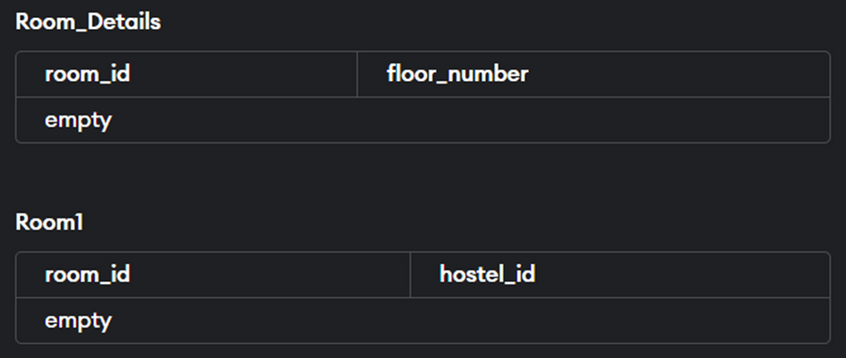 Room_Details
room_id floor_number
empty
Room1
room_id hostel_id
empty